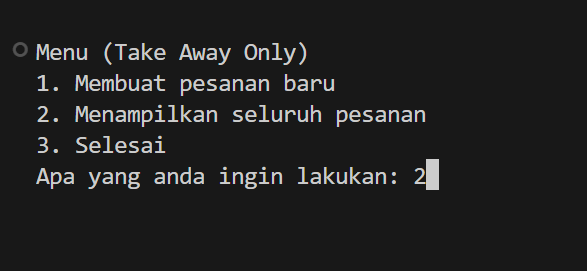 Menu (Take Away Only)
1. Membuat pesanan baru
2. Menampilkan seluruh pesanan
3. Selesai
Apa yang anda ingin lakukan: 2